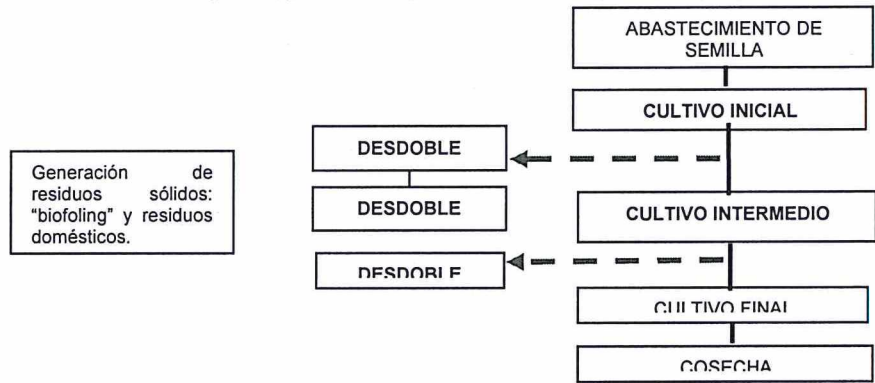 ABASTECIMIENTO DE
SEMILLA
CULTIVO INICIAL
DESDOBLE
Generación de
residuos sólidos:
"biofoling" y residuos
domésticos.
DESDOBLE
CULTIVO INTERMEDIO
DESDOBLE
CULTIVO FINAL
COSECHA